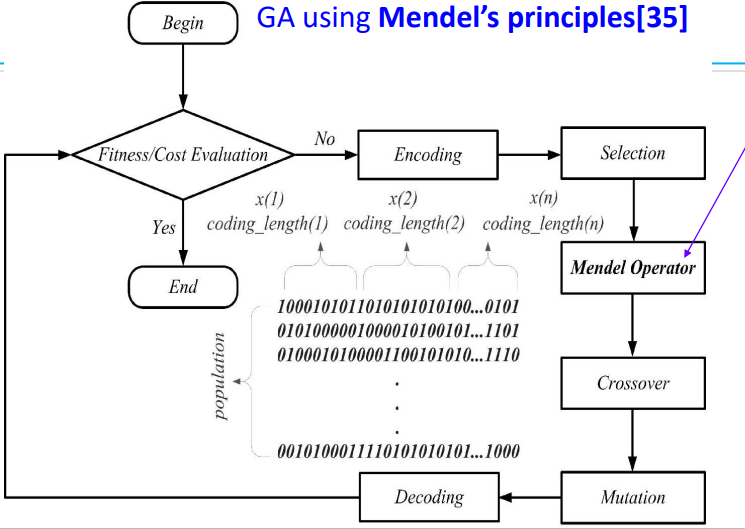 GA using Mendel's principles[35]
Begin
Fitness/Cost Evaluation
No
Encoding
Selection
x(1)
x(2)
x(n)
Yes
coding_length(1)
coding_length(2)
coding_length(n)
Mendel Operator
End
1000101011010101010100...0101
0101000001000010100101...1101
0100010100001100101010...1110
.
.
.
population
Crossover
0010100011110101010101...1000
Decoding
Mutation